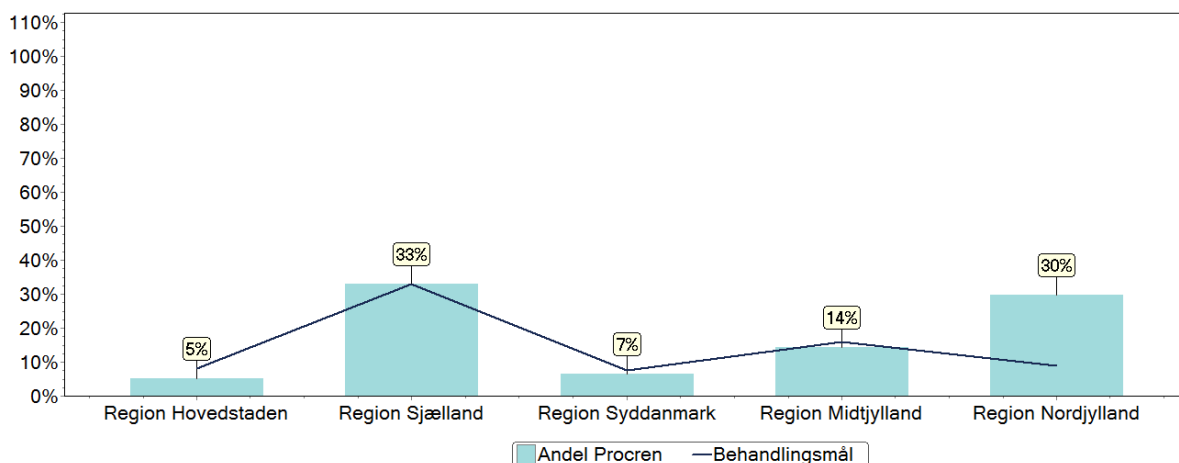 110%
100%
90%
80%
70%
60%
50%
40%
30%
20%
10%
0%
5%
33%
7%
14%
30%
Region Hovedstaden
Region Sjælland
Region Syddanmark
Region Midtjylland
Region Nordjylland
Andel Procren
Behandlingsmål